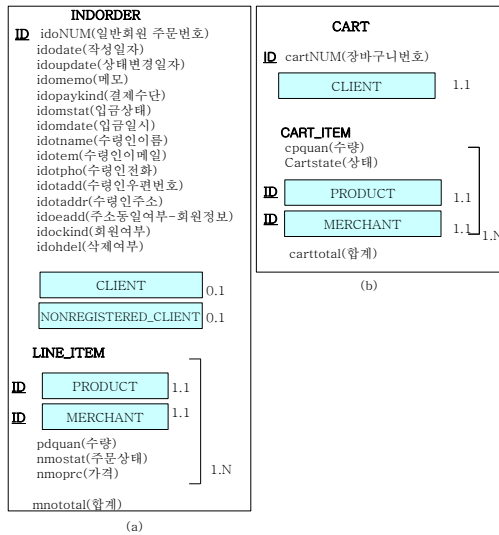 INDORDER
ID idoNUM(일반회원 주문번호)
idodate(작성일자)
idoupdate(상태변경일자)
idomemo(메모)
idopaykind(결제수단)
idomstat(입금상태)
idomdate(입금일시)
idotname(수령인이름)
idotem(수령인이메일)
idotpho(수령인전화)
idotadd(수령인우편번호)
idotaddr(수령인주소)
idoeadd(주소동일여부-회원정보)
idockind(회원여부)
idohdel(삭제여부)
CLIENT 0.1
NONREGISTERED_CLIENT 0.1
LINE_ITEM
ID PRODUCT 1.1
ID MERCHANT 1.1
pdquan(수량)
nmostat(주문상태)
nmoprc(가격)
1.N
mnototal(합계)
(a)
CART
ID cartNUM(장바구니번호)
CLIENT 1.1
CART_ITEM
cpquan(수량)
Cartstate(상태)
ID PRODUCT 1.1
ID MERCHANT 1.1
1.N
carttotal(합계)
(b)